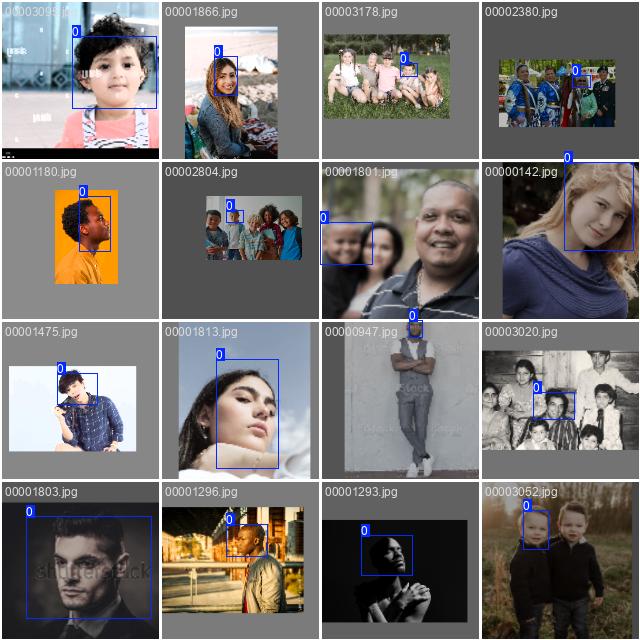 00003095.jpg
00001866.jpg
00003178.jpg
00002380.jpg
0
0
0
0
00001180.jpg
00002804.jpg
00001801.jpg
00000142.jpg
0
0
0
0
00001475.jpg
00001813.jpg
00000947.jpg
00003020.jpg
0
0
0
0
00001803.jpg
00001296.jpg
00001293.jpg
00003052.jpg
0
0
0
0
shutterstock